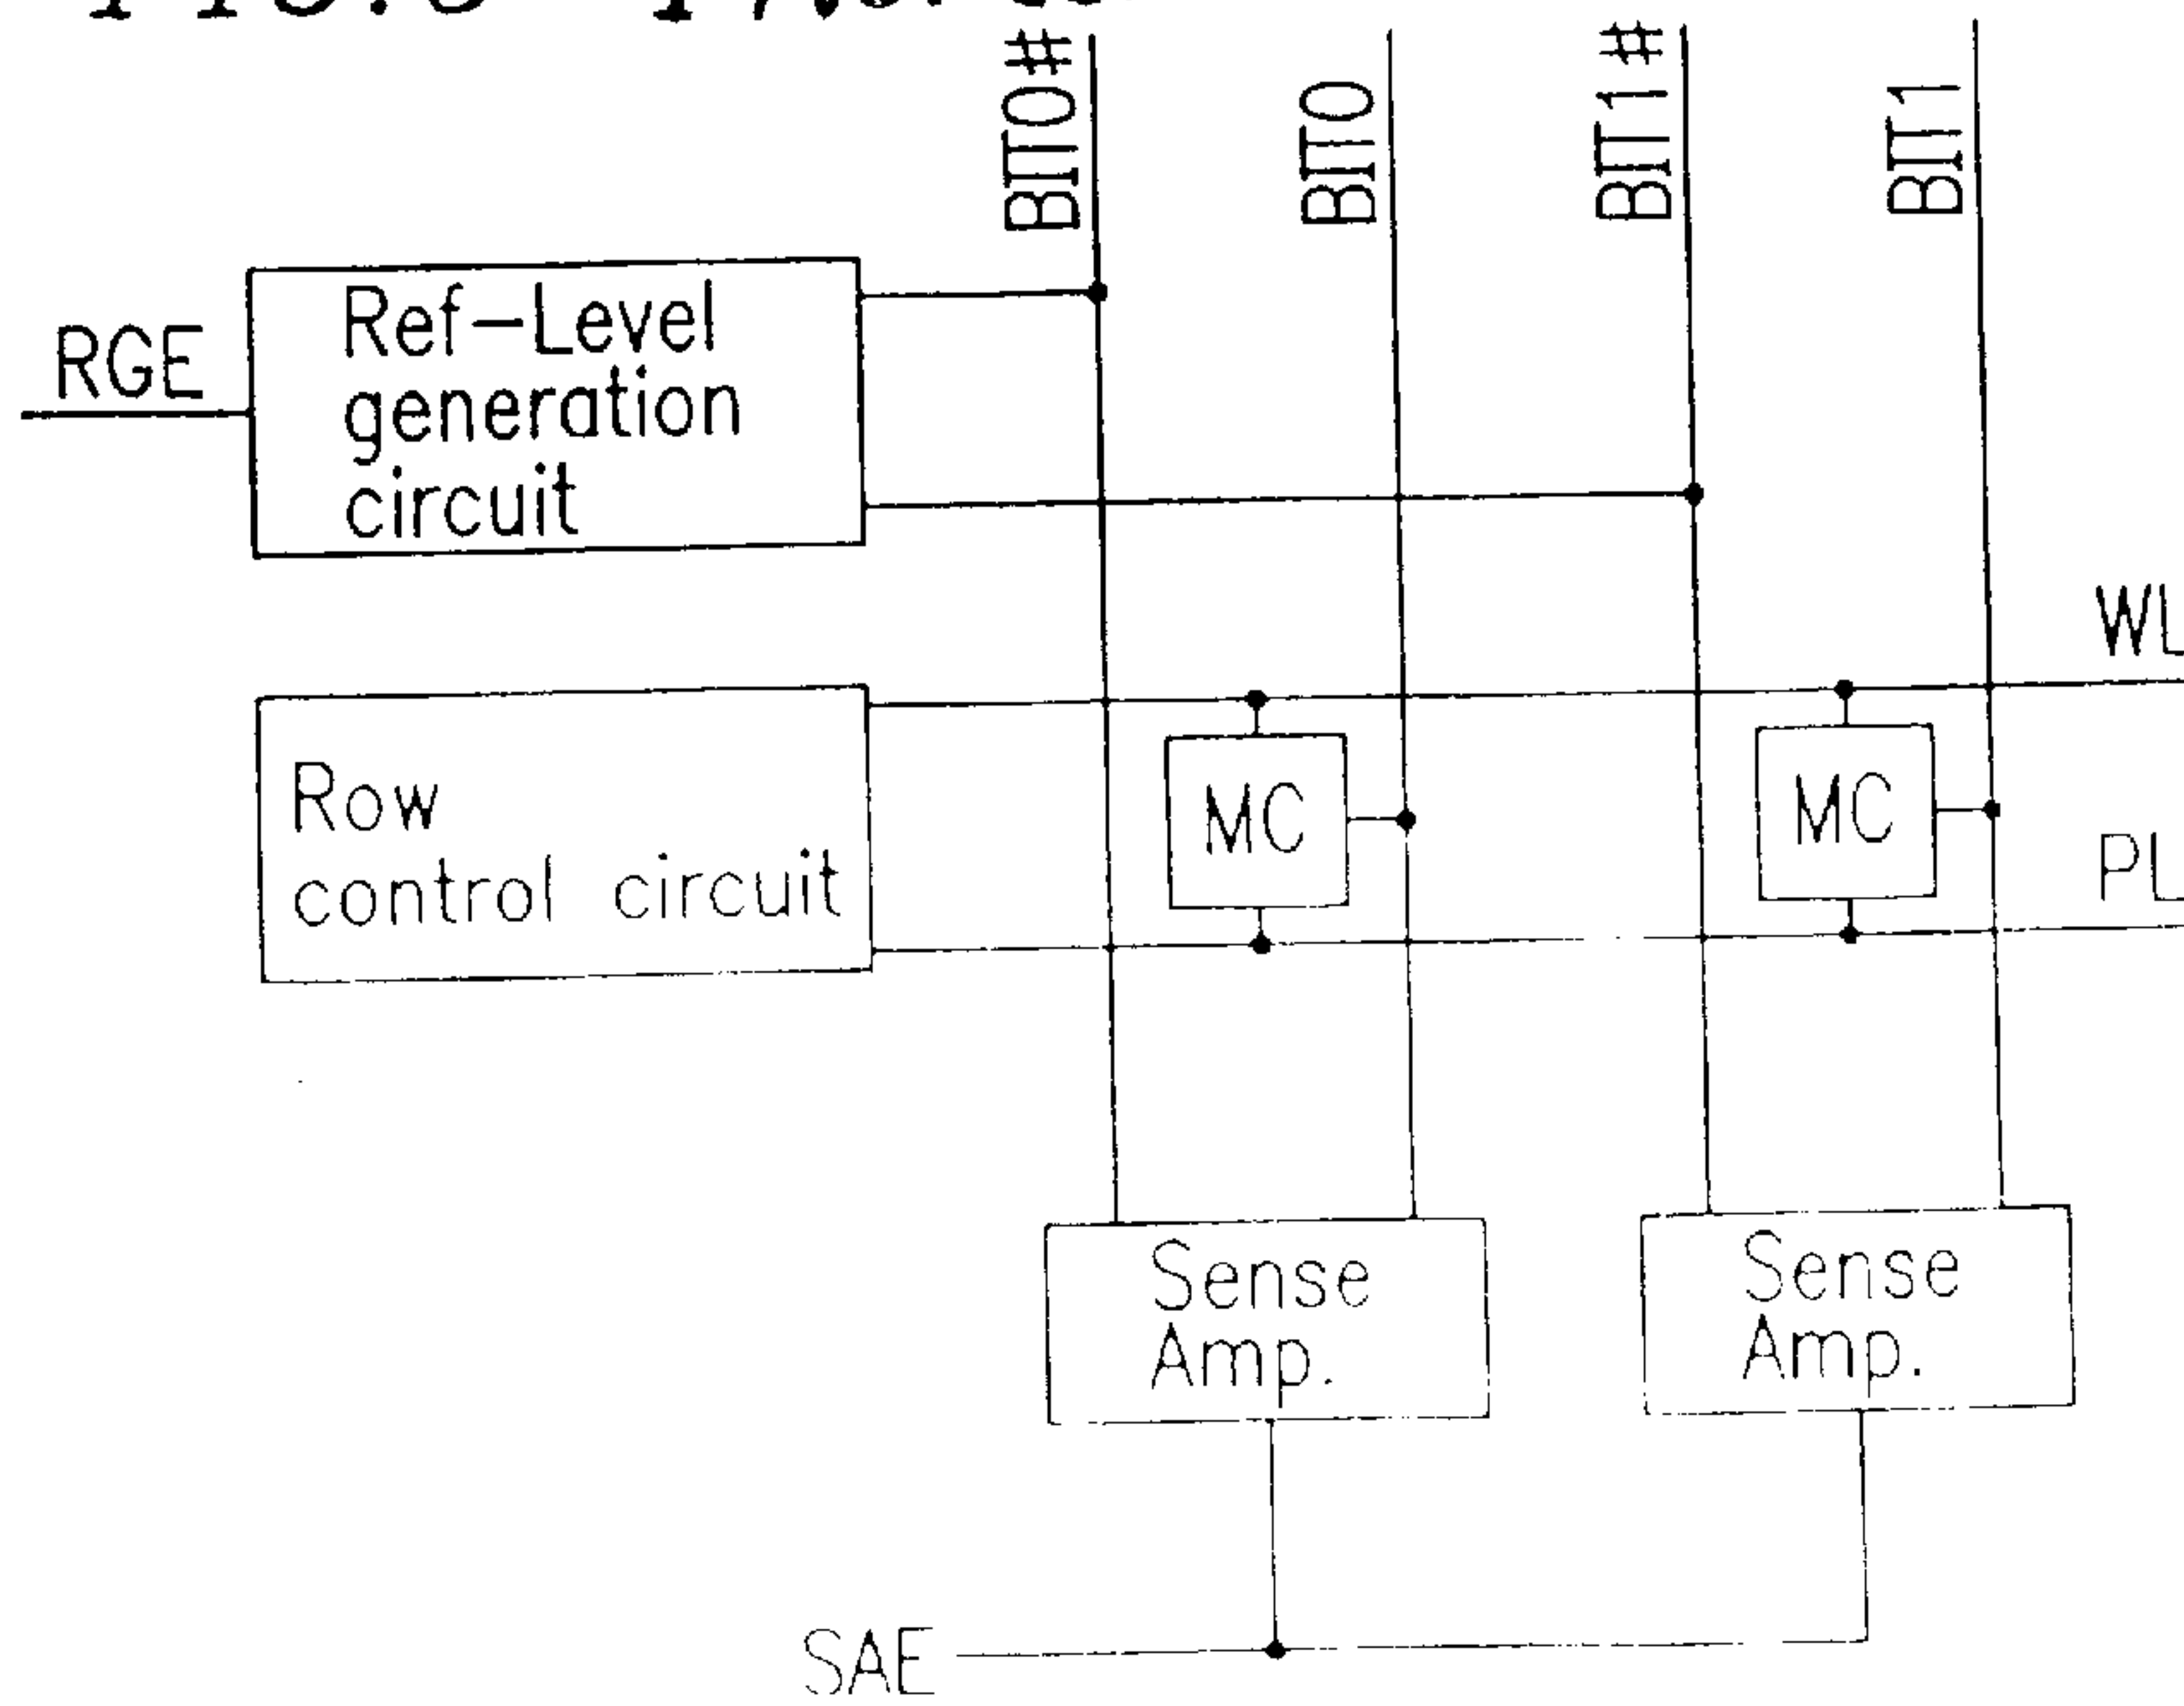 BIT0#
BIT0
BIT1#
BIT1
RGE
Ref-Level
generation
circuit
WL
Row
control circuit
MC
MC
PL
Sense
Amp.
Sense
Amp.
SAE